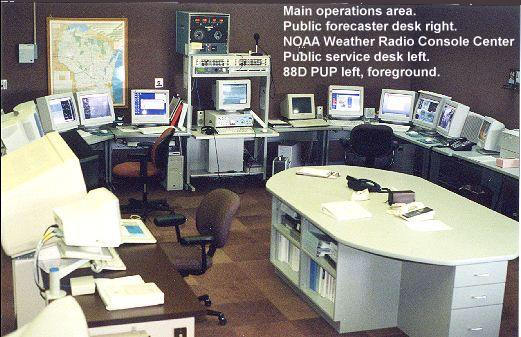 Main operations area.
Public forecaster desk right.
NOAA Weather Radio Console Center
Public service desk left.
88D PUP left, foreground.